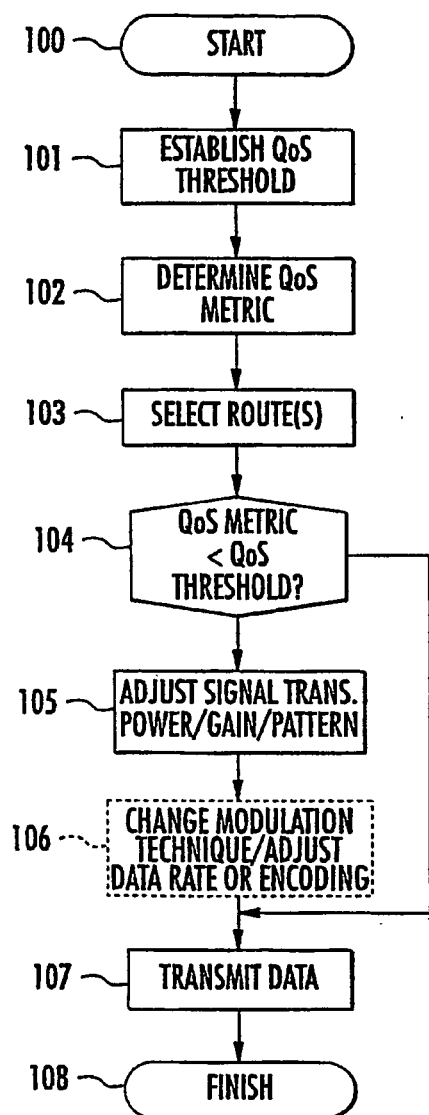 100
START
101
ESTABLISH QoS
THRESHOLD
102
DETERMINE QoS
METRIC
103
SELECT ROUTE(S)
104
QoS METRIC
< QoS
THRESHOLD?
105
ADJUST SIGNAL TRANS.
POWER/GAIN/PATTERN
106
CHANGE MODULATION
TECHNIQUE/ADJUST
DATA RATE OR ENCODING
107
TRANSMIT DATA
108
FINISH